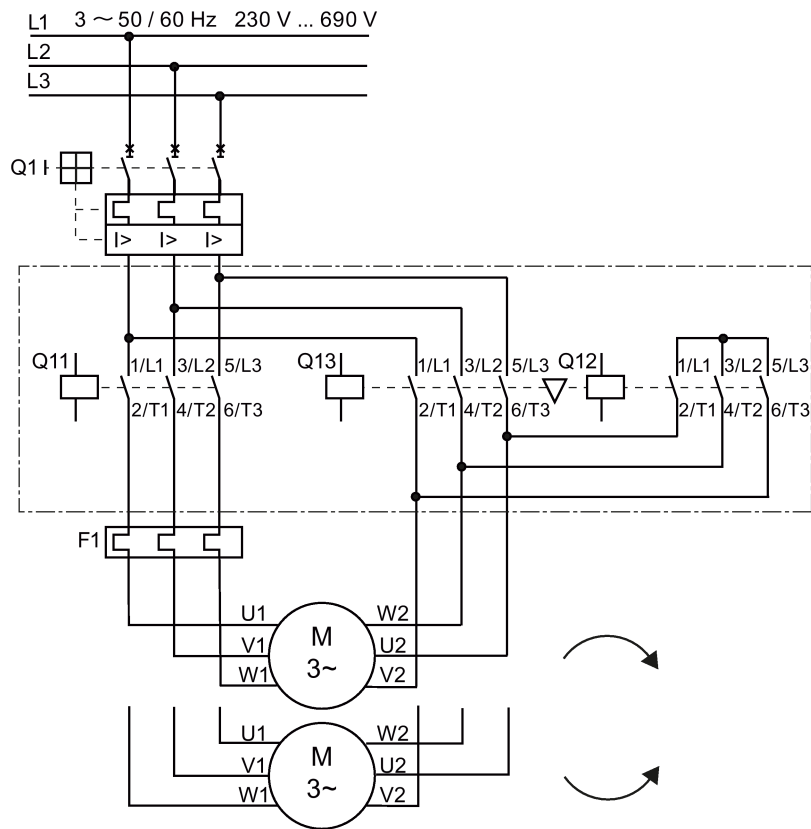 L1 3 ～ 50 / 60 Hz 230 V ... 690 V
L2
L3
Q1
I> I> I>
Q11 1/L1 3/L2 5/L3 Q13 1/L1 3/L2 5/L3 Q12 1/L1 3/L2 5/L3
2/T1 4/T2 6/T3 2/T1 4/T2 6/T3 2/T1 4/T2 6/T3
F1
U1 M W2
V1 3~ U2
W1 V2
U1 M W2
V1 3~ U2
W1 V2